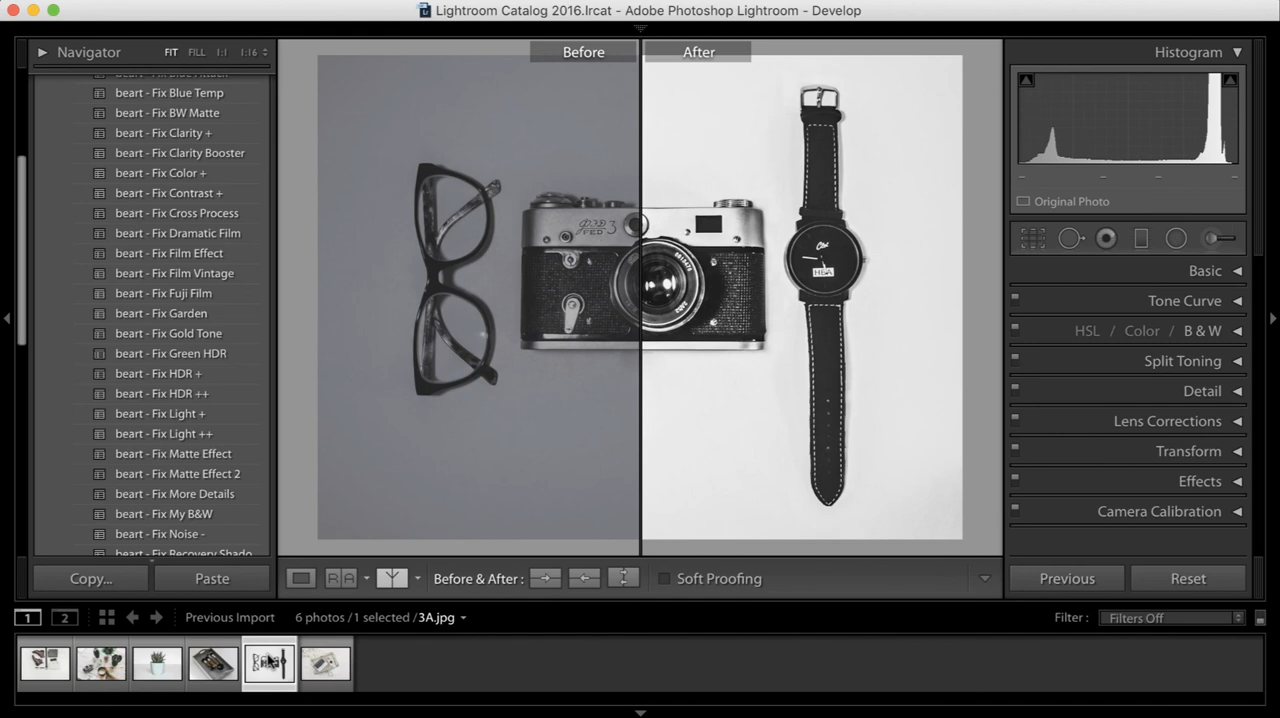 Lightroom Catalog 2016.lrcat - Adobe Photoshop Lightroom - Develop
Navigator FIT FILL 1:1 1:16
beart - Fix Blue Temp
beart - Fix BW Matte
beart - Fix Clarity +
beart - Fix Clarity Booster
beart - Fix Color +
beart - Fix Contrast +
beart - Fix Cross Process
beart - Fix Dramatic Film
beart - Fix Film Effect
beart - Fix Film Vintage
beart - Fix Fuji Film
beart - Fix Garden
beart - Fix Gold Tone
beart - Fix Green HDR
beart - Fix HDR +
beart - Fix HDR ++
beart - Fix Light +
beart - Fix Light ++
beart - Fix Matte Effect
beart - Fix Matte Effect 2
beart - Fix More Details
beart - Fix My B&W
beart - Fix Noise -
beart - Fix Recovery Shado
Copy... Paste
Before After
FED 3
Histogram
Original Photo
Basic
Tone Curve
HSL / Color / B & W
Split Toning
Detail
Lens Corrections
Transform
Effects
Camera Calibration
R A Y Before & After : Soft Proofing
Previous Reset
1 2 Previous Import 6 photos / 1 selected / 3A.jpg Filter : Filters Off